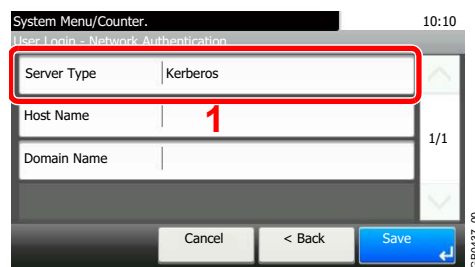 System Menu/Counter.
10:10
User Login - Network Authentication
Server Type
Kerberos
Host Name
1
1/1
Domain Name
Cancel
< Back
Save